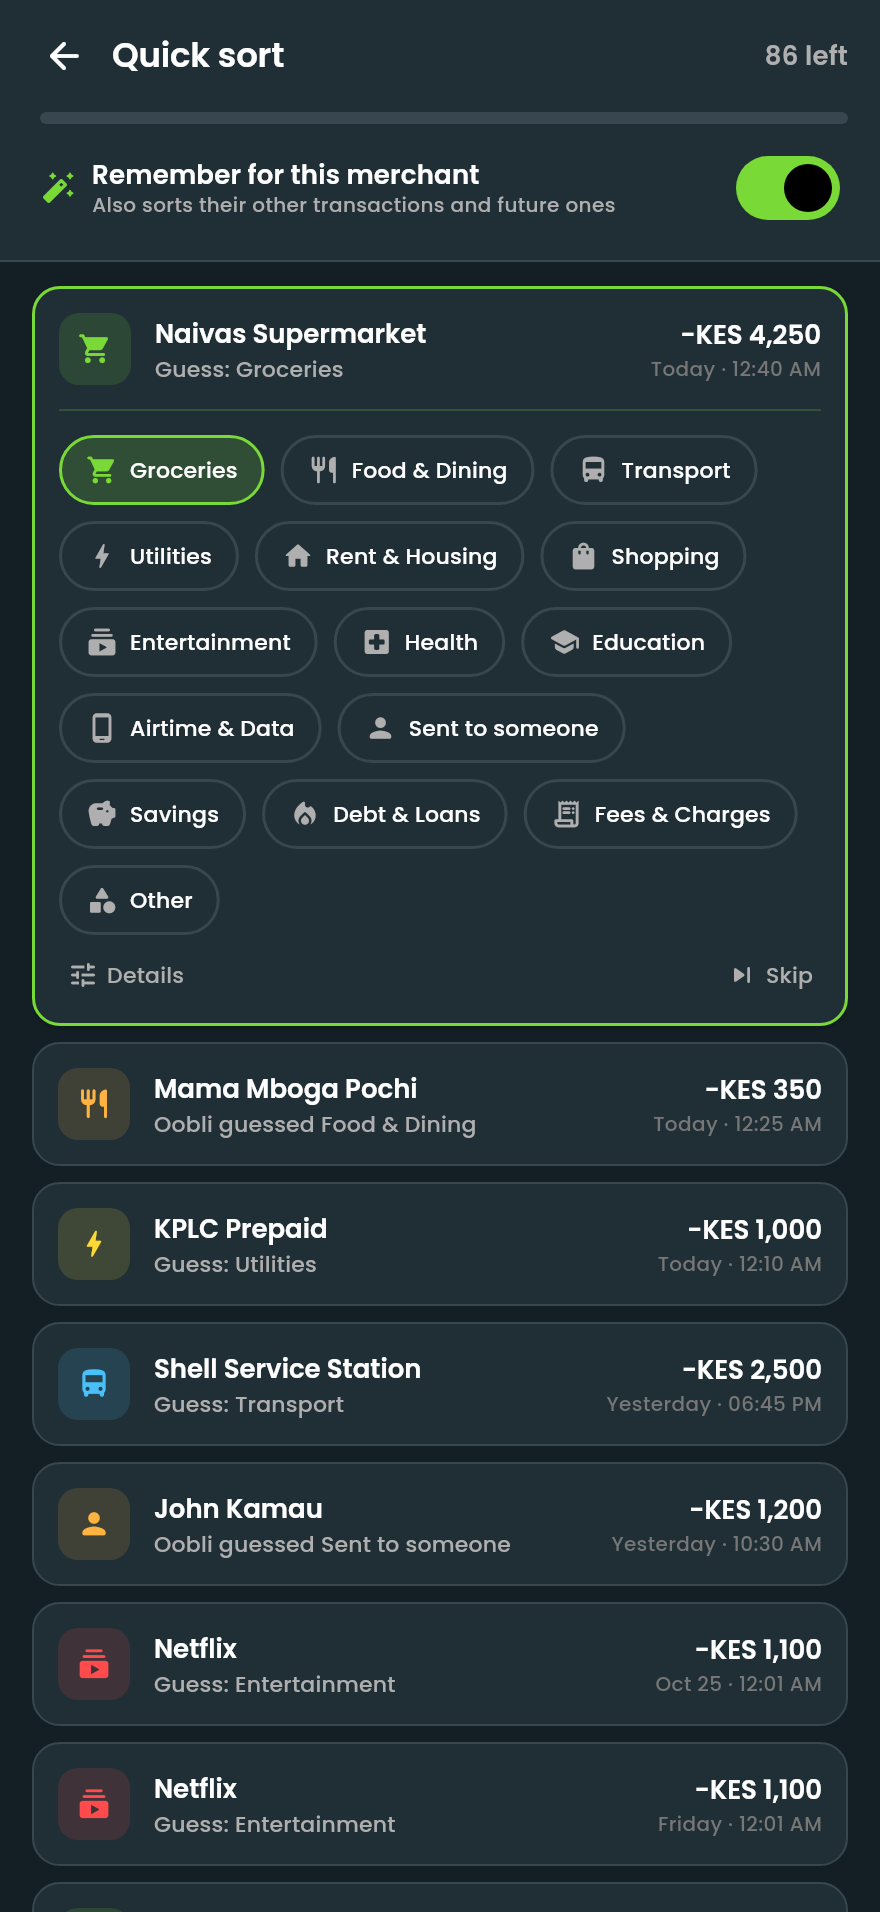 Quick sort
86 left
Remember for this merchant
Also sorts their other transactions and future ones
Naivas Supermarket
-KES 4,250
Guess: Groceries
Today · 12:40 AM
Groceries
Food & Dining
Transport
Utilities
Rent & Housing
Shopping
Entertainment
Health
Education
Airtime & Data
Sent to someone
Savings
Debt & Loans
Fees & Charges
Other
Details
Skip
Mama Mboga Pochi
-KES 350
Oobli guessed Food & Dining
Today · 12:25 AM
KPLC Prepaid
-KES 1,000
Guess: Utilities
Today · 12:10 AM
Shell Service Station
-KES 2,500
Guess: Transport
Yesterday · 06:45 PM
John Kamau
-KES 1,200
Oobli guessed Sent to someone
Yesterday · 10:30 AM
Netflix
-KES 1,100
Guess: Entertainment
Oct 25 · 12:01 AM
Netflix
-KES 1,100
Guess: Entertainment
Friday · 12:01 AM